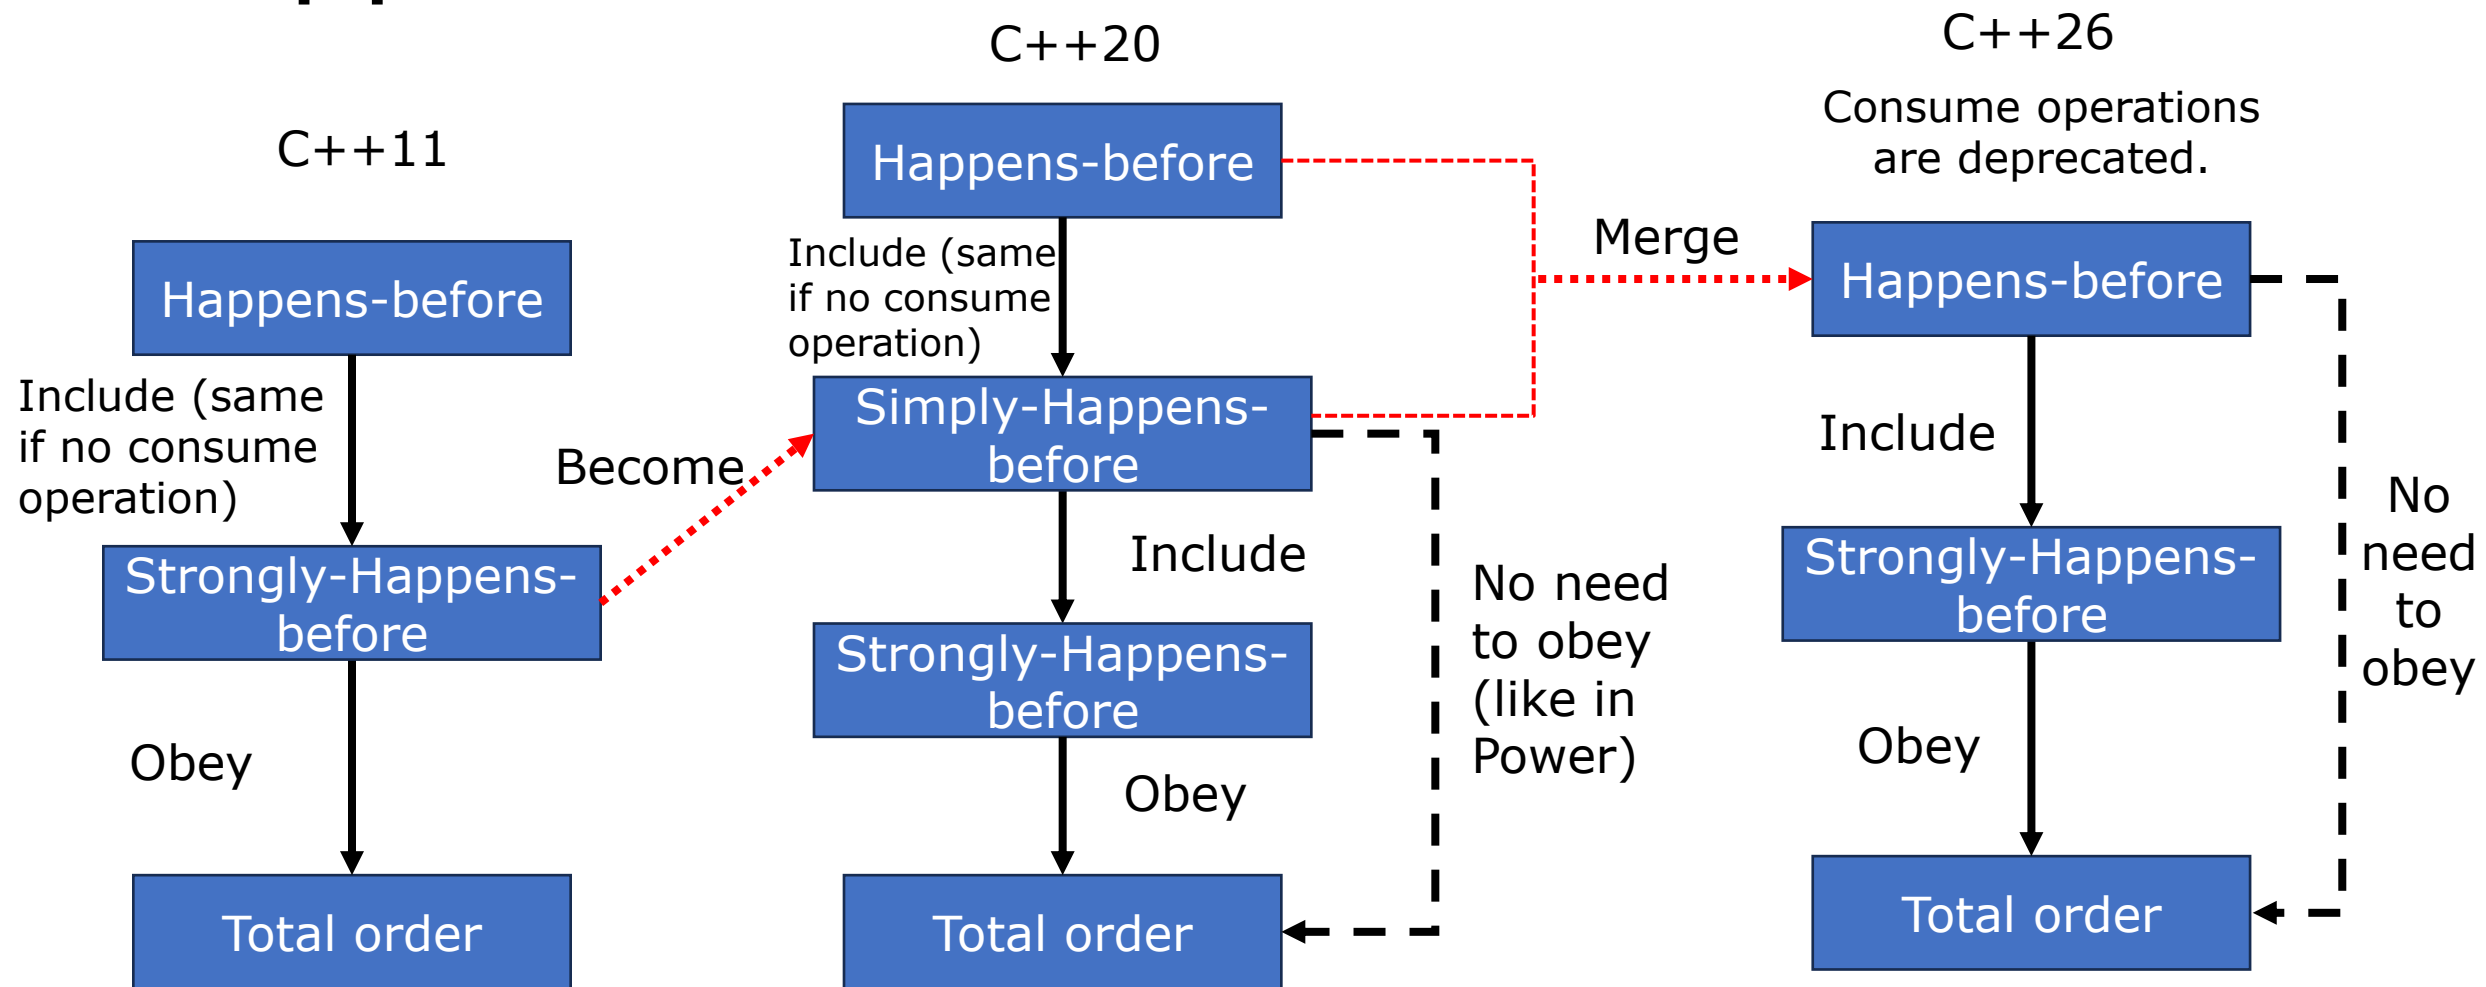 C++11
Happens-before
Include (same
if no consume
operation)
Strongly-Happens-
before
Obey
Total order
Become
C++20
Happens-before
Include (same
if no consume
operation)
Simply-Happens-
before
Include
Strongly-Happens-
before
Obey
Total order
No need
to obey
(like in
Power)
Merge
C++26
Consume operations
are deprecated.
Happens-before
Include
Strongly-Happens-
before
Obey
Total order
No
need
to
obey